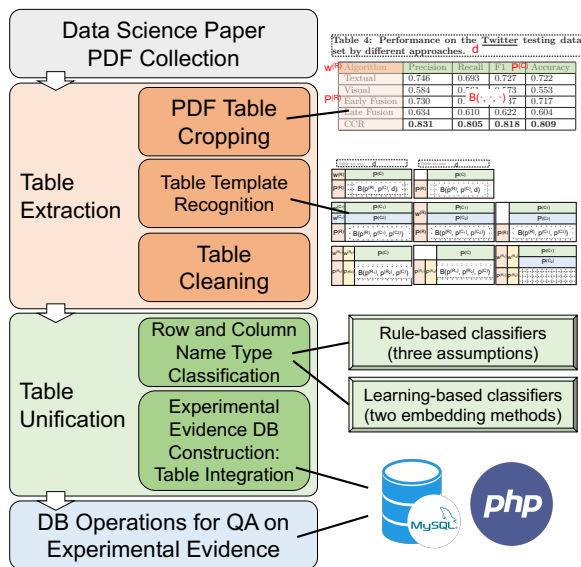 Data Science Paper
PDF Collection
Table
Extraction
PDF Table
Cropping
Table Template
Recognition
Table
Cleaning
Table
Unification
Row and Column
Name Type
Classification
Experimental
Evidence DB
Construction:
Table Integration
DB Operations for QA on
Experimental Evidence
Table 4: Performance on the Twitter testing data
set by different approaches. d
w(R) P(C)
Algorithm Precision Recall F1 Accuracy
Textual 0.746 0.693 0.727 0.722
Visual 0.584 0.553
P(R) Early Fusion 0.730 0.717
B(·, ·, ·)
Late Fusion 0.634 0.610 0.622 0.604
CCR 0.831 0.805 0.818 0.809
d d
w(R) P(C) P(C)
P(R) B(p(R), p(C), d) P(R) B(p(R), p(C), d)
Rule-based classifiers
(three assumptions)
Learning-based classifiers
(two embedding methods)
MySQL
php